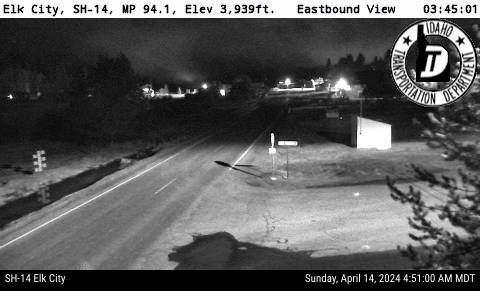 Elk City, SH-14, MP 94.1, Elev 3,939ft. Eastbound View 03:45:01
IDAHO
TRANSPORTATION DEPARTMENT
SH-14 Elk City Sunday, April 14, 2024 4:51:00 AM MDT